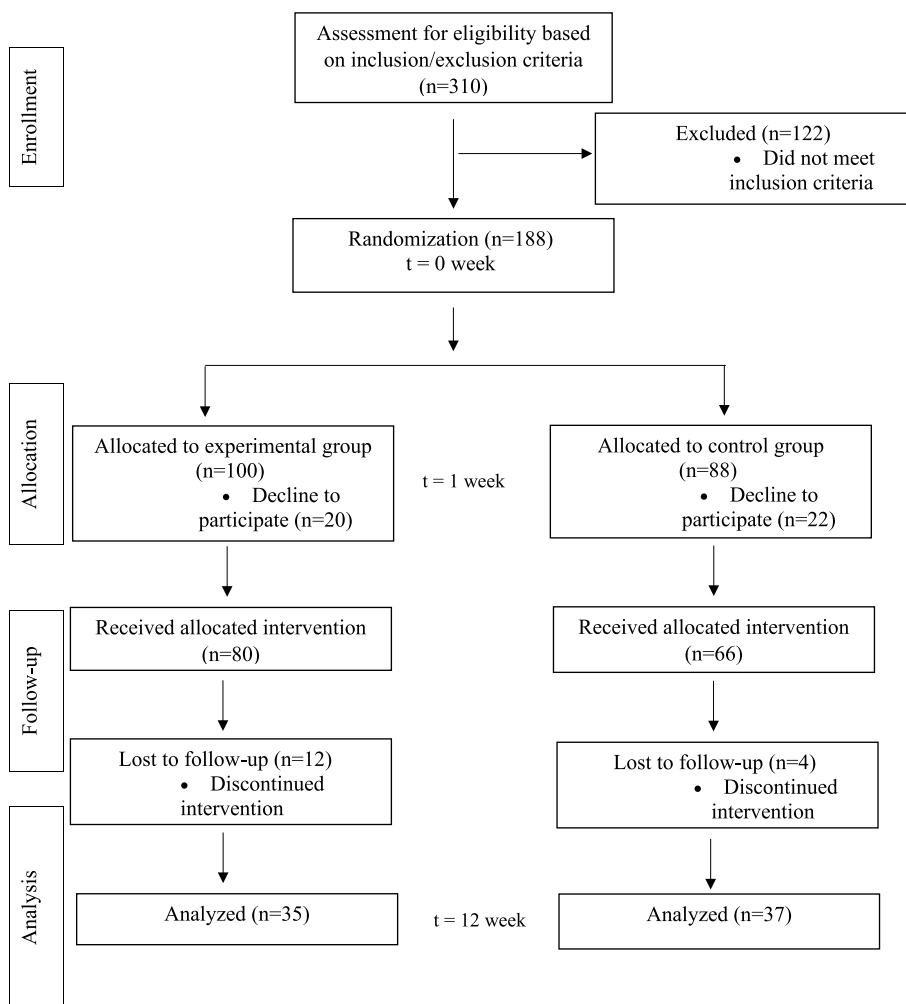 Enrollment
Assessment for eligibility based
on inclusion/exclusion criteria
(n=310)
Excluded (n=122)
• Did not meet
inclusion criteria
Randomization (n=188)
t = 0 week
Allocation
Allocated to experimental group
(n=100)
• Decline to
participate (n=20)
t = 1 week
Allocated to control group
(n=88)
• Decline to
participate (n=22)
Follow-up
Received allocated intervention
(n=80)
Received allocated intervention
(n=66)
Lost to follow-up (n=12)
• Discontinued
intervention
Lost to follow-up (n=4)
• Discontinued
intervention
Analysis
Analyzed (n=35)
t = 12 week
Analyzed (n=37)